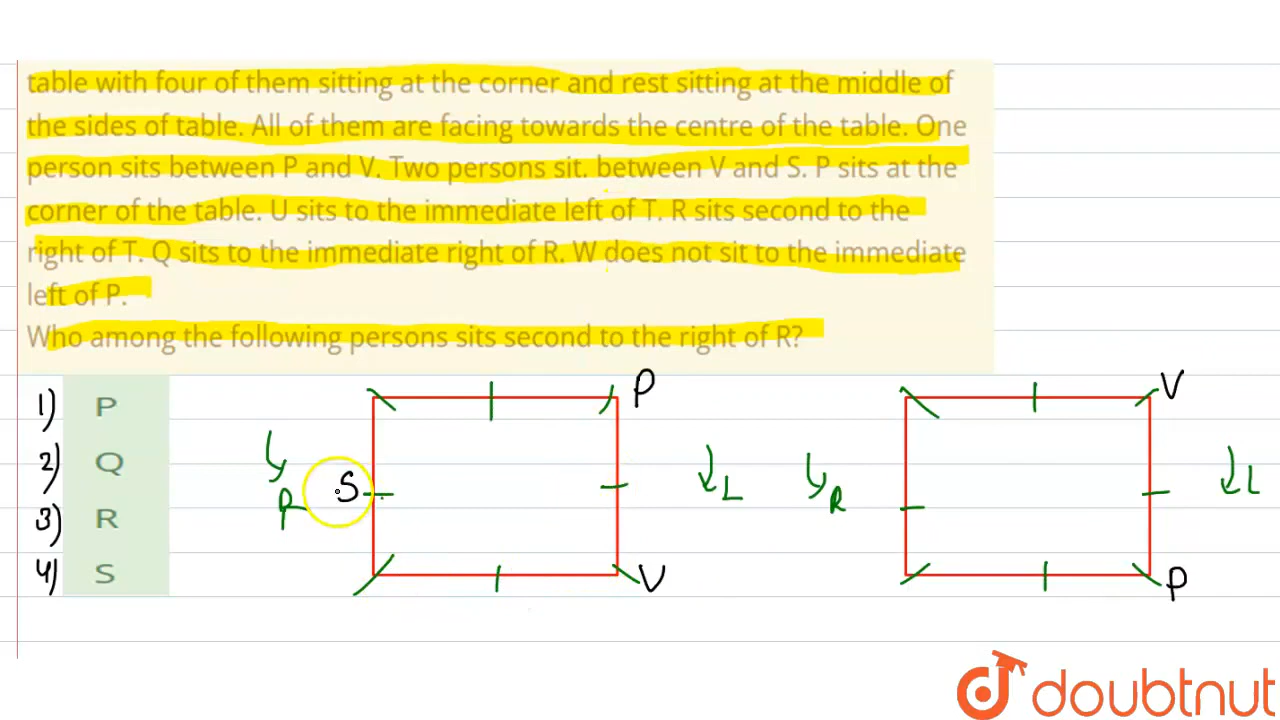 table with four of them sitting at the corner and rest sitting at the middle of
the sides of table. All of them are facing towards the centre of the table. One
person sits between P and V. Two persons sit. between V and S. P sits at the
corner of the table. U sits to the immediate left of T. R sits second to the
right of T. Q sits to the immediate right of R. W does not sit to the immediate
left of P.
Who among the following persons sits second to the right of R?
1) P
2) Q
3) R
4) S
P
V
S
R
L
V
P
R
L
doubtnut